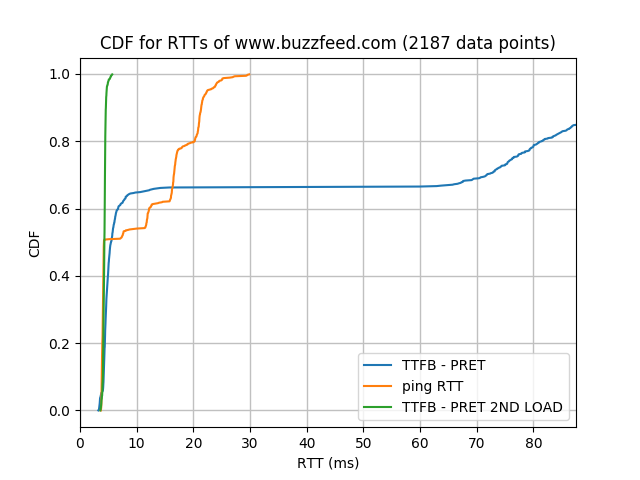 CDF for RTTs of www.buzzfeed.com (2187 data points)
1.0
0.8
0.6
0.4
0.2
0.0
CDF
0 10 20 30 40 50 60 70 80
RTT (ms)
TTFB - PRET
ping RTT
TTFB - PRET 2ND LOAD